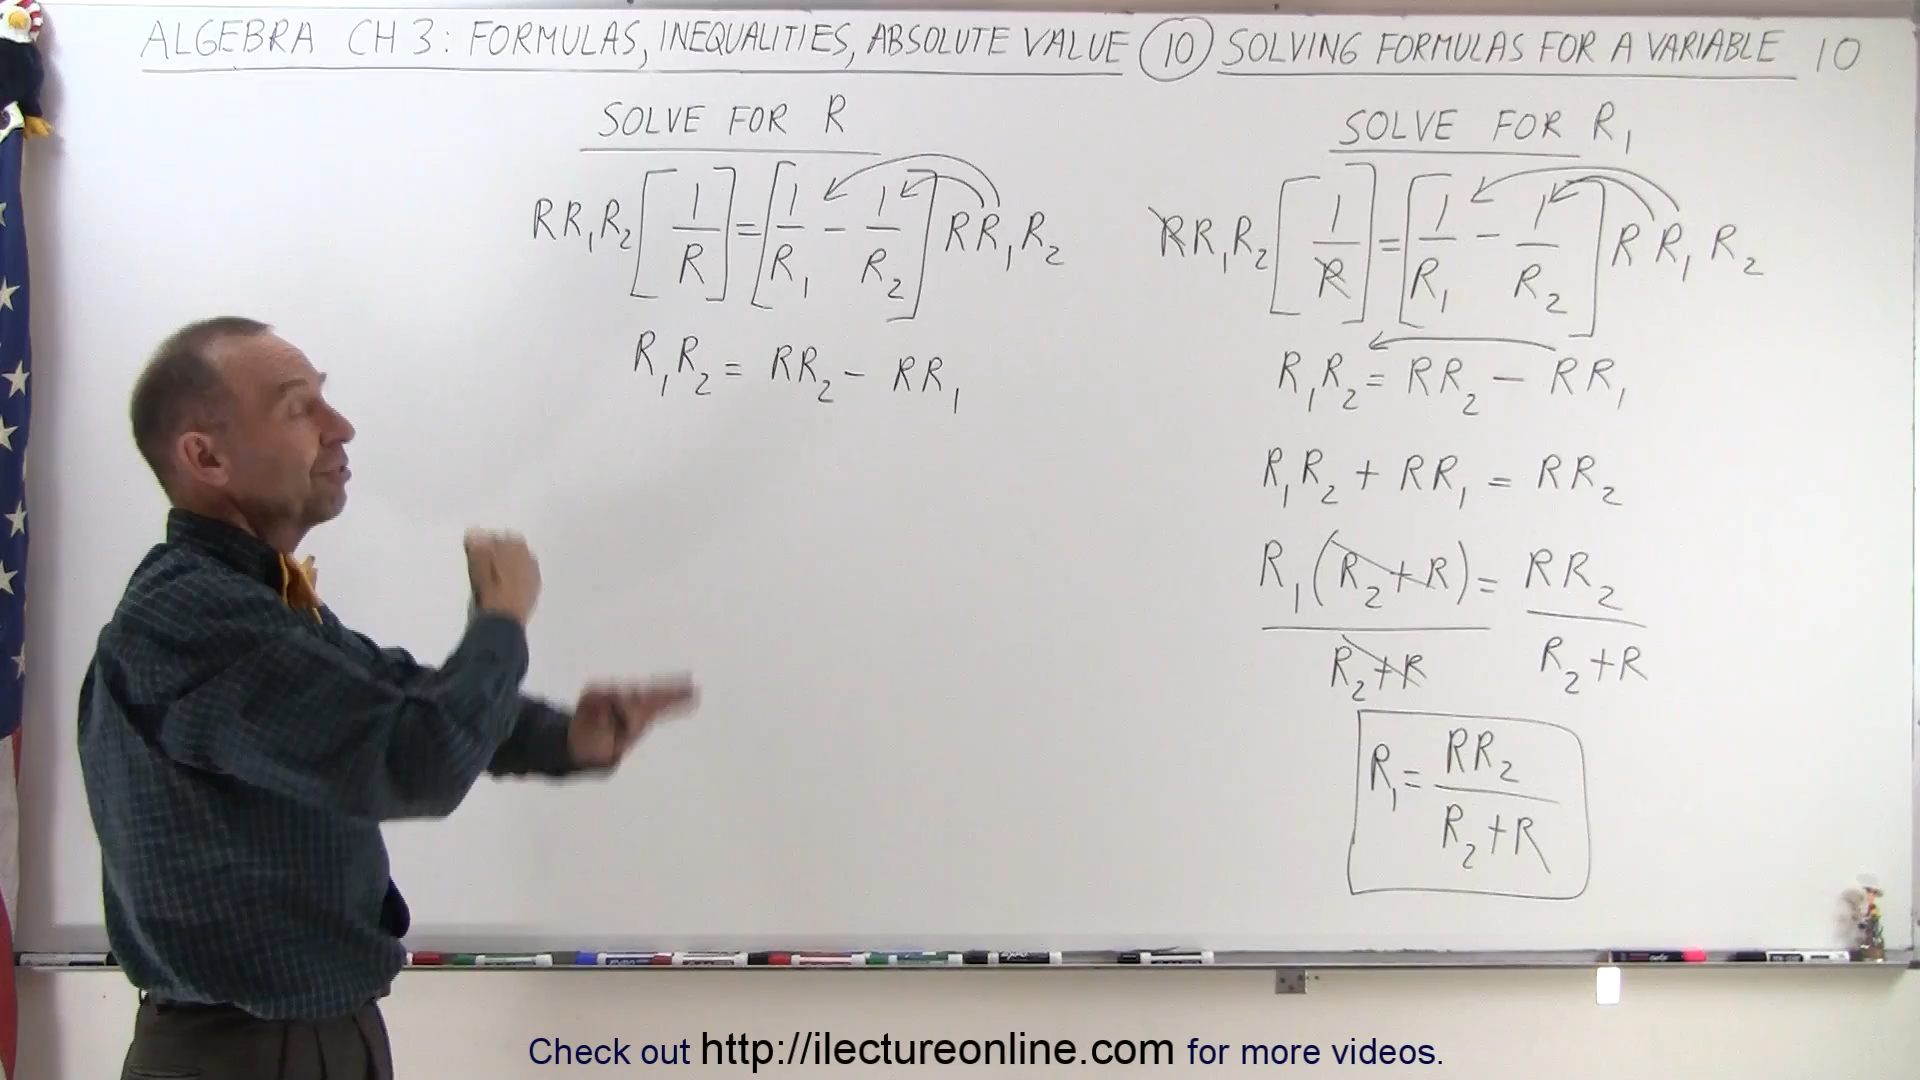 ALGEBRA CH 3: FORMULAS, INEQUALITIES, ABSOLUTE VALUE (10) SOLVING FORMULAS FOR A VARIABLE 10
SOLVE FOR R
RR₁R₂ [ 1/R ] = [ 1/R₁ - 1/R₂ ] RR₁R₂
R₁R₂ = RR₂ - RR₁
SOLVE FOR R₁
RR₁R₂ [ 1/R ] = [ 1/R₁ - 1/R₂ ] R R₁ R₂
R₁R₂ = RR₂ - RR₁
R₁R₂ + RR₁ = RR₂
R₁(R₂+R) / R₂+R = RR₂ / R₂+R
R₁ = RR₂ / R₂+R
Check out http://ilectureonline.com for more videos.